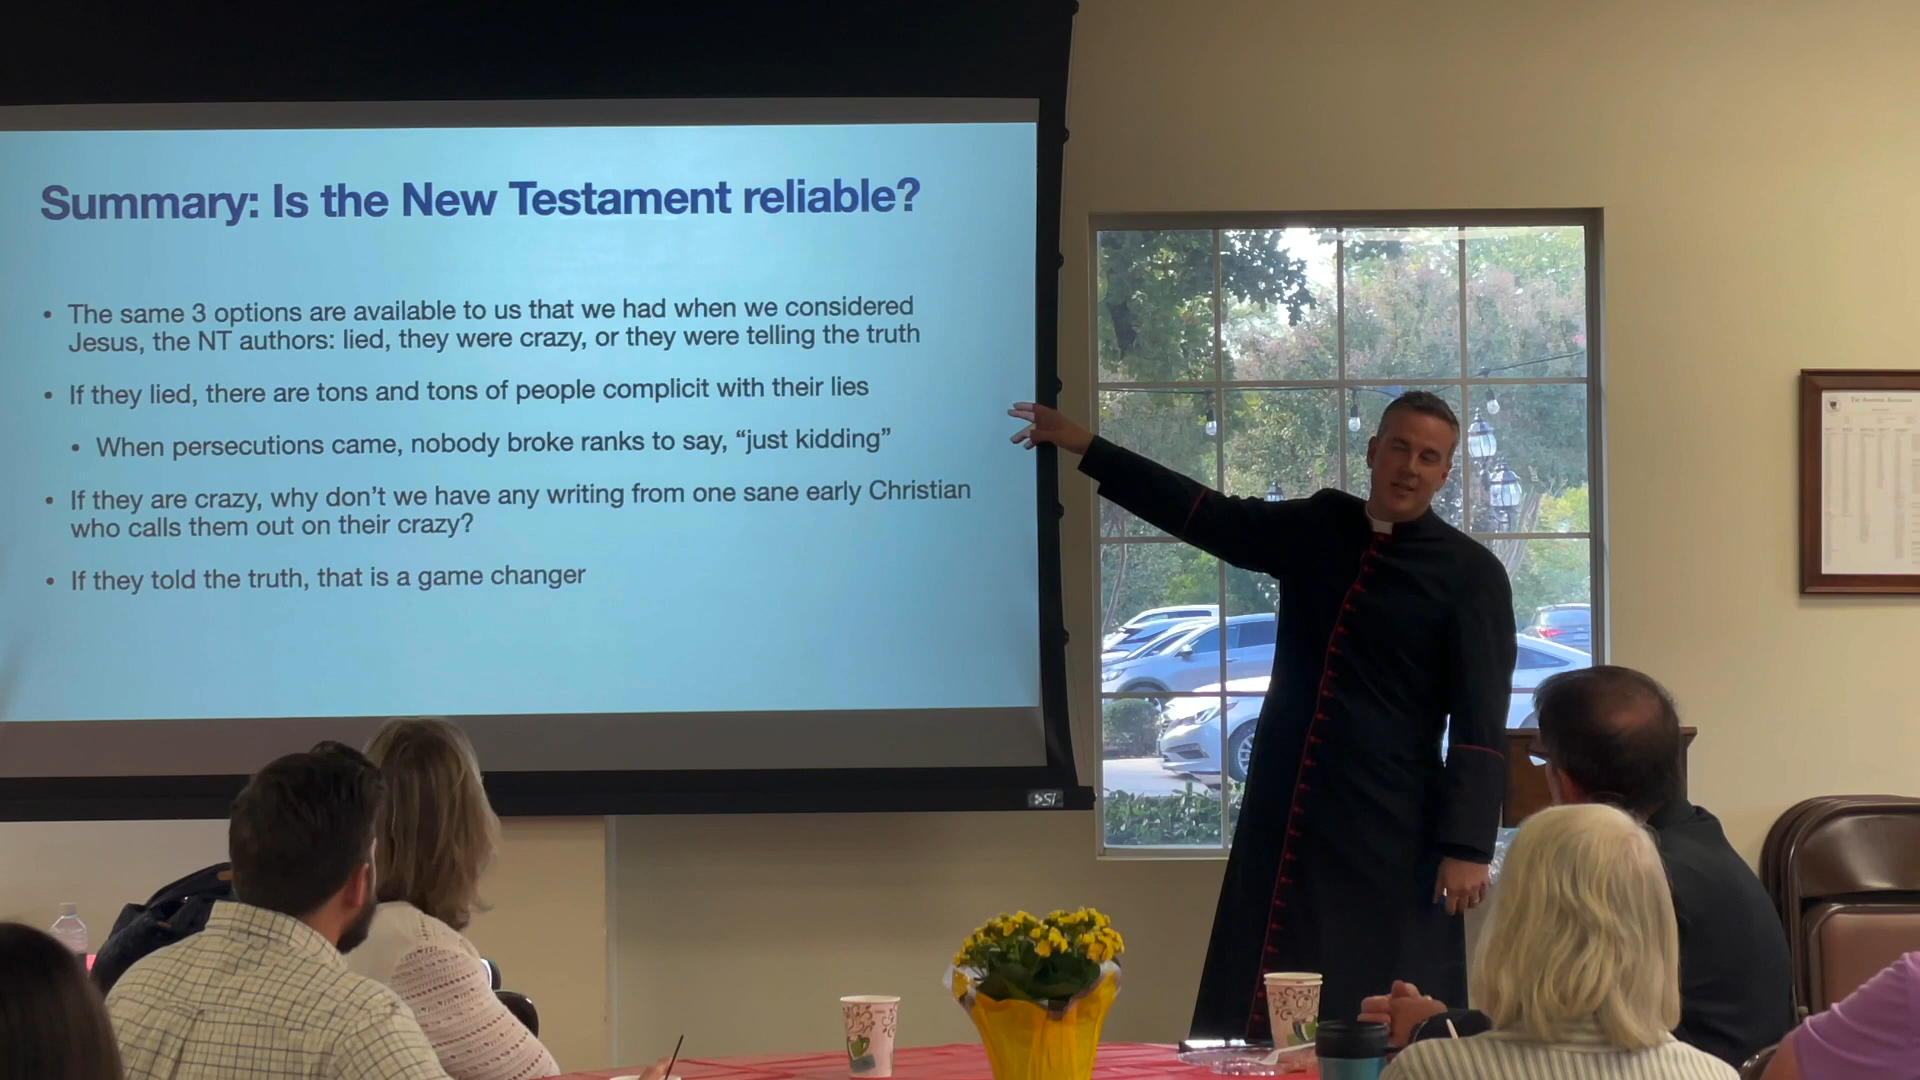 Summary: Is the New Testament reliable?
• The same 3 options are available to us that we had when we considered
Jesus, the NT authors: lied, they were crazy, or they were telling the truth
• If they lied, there are tons and tons of people complicit with their lies
• When persecutions came, nobody broke ranks to say, “just kidding”
• If they are crazy, why don’t we have any writing from one sane early Christian
who calls them out on their crazy?
• If they told the truth, that is a game changer
SI